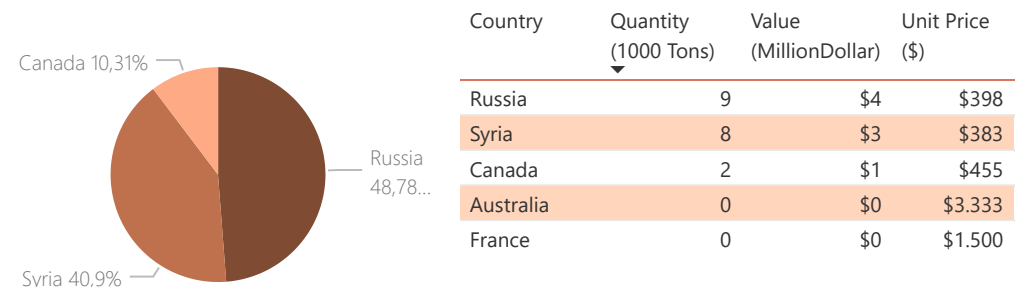 Canada 10,31%
Russia
48,78...
Syria 40,9%
Country Quantity (1000 Tons) Value (MillionDollar) Unit Price ($)
Russia 9 $4 $398
Syria 8 $3 $383
Canada 2 $1 $455
Australia 0 $0 $3.333
France 0 $0 $1.500